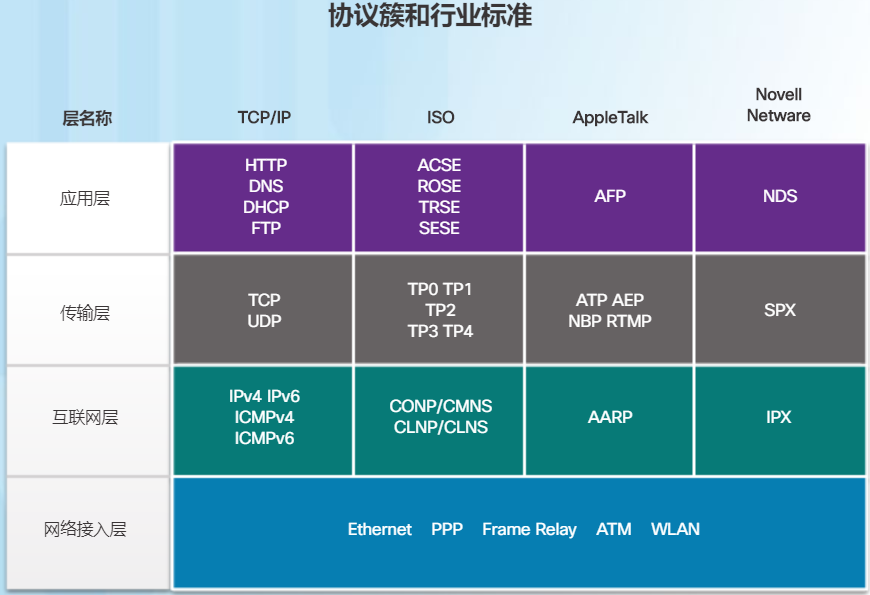 协议簇和行业标准
层名称 TCP/IP ISO AppleTalk Novell Netware
应用层
HTTP
DNS
DHCP
FTP
ACSE
ROSE
TRSE
SESE
AFP
NDS
传输层
TCP
UDP
TP0 TP1
TP2
TP3 TP4
ATP AEP
NBP RTMP
SPX
互联网层
IPv4 IPv6
ICMPv4
ICMPv6
CONP/CMNS
CLNP/CLNS
AARP
IPX
网络接入层
Ethernet PPP Frame Relay ATM WLAN